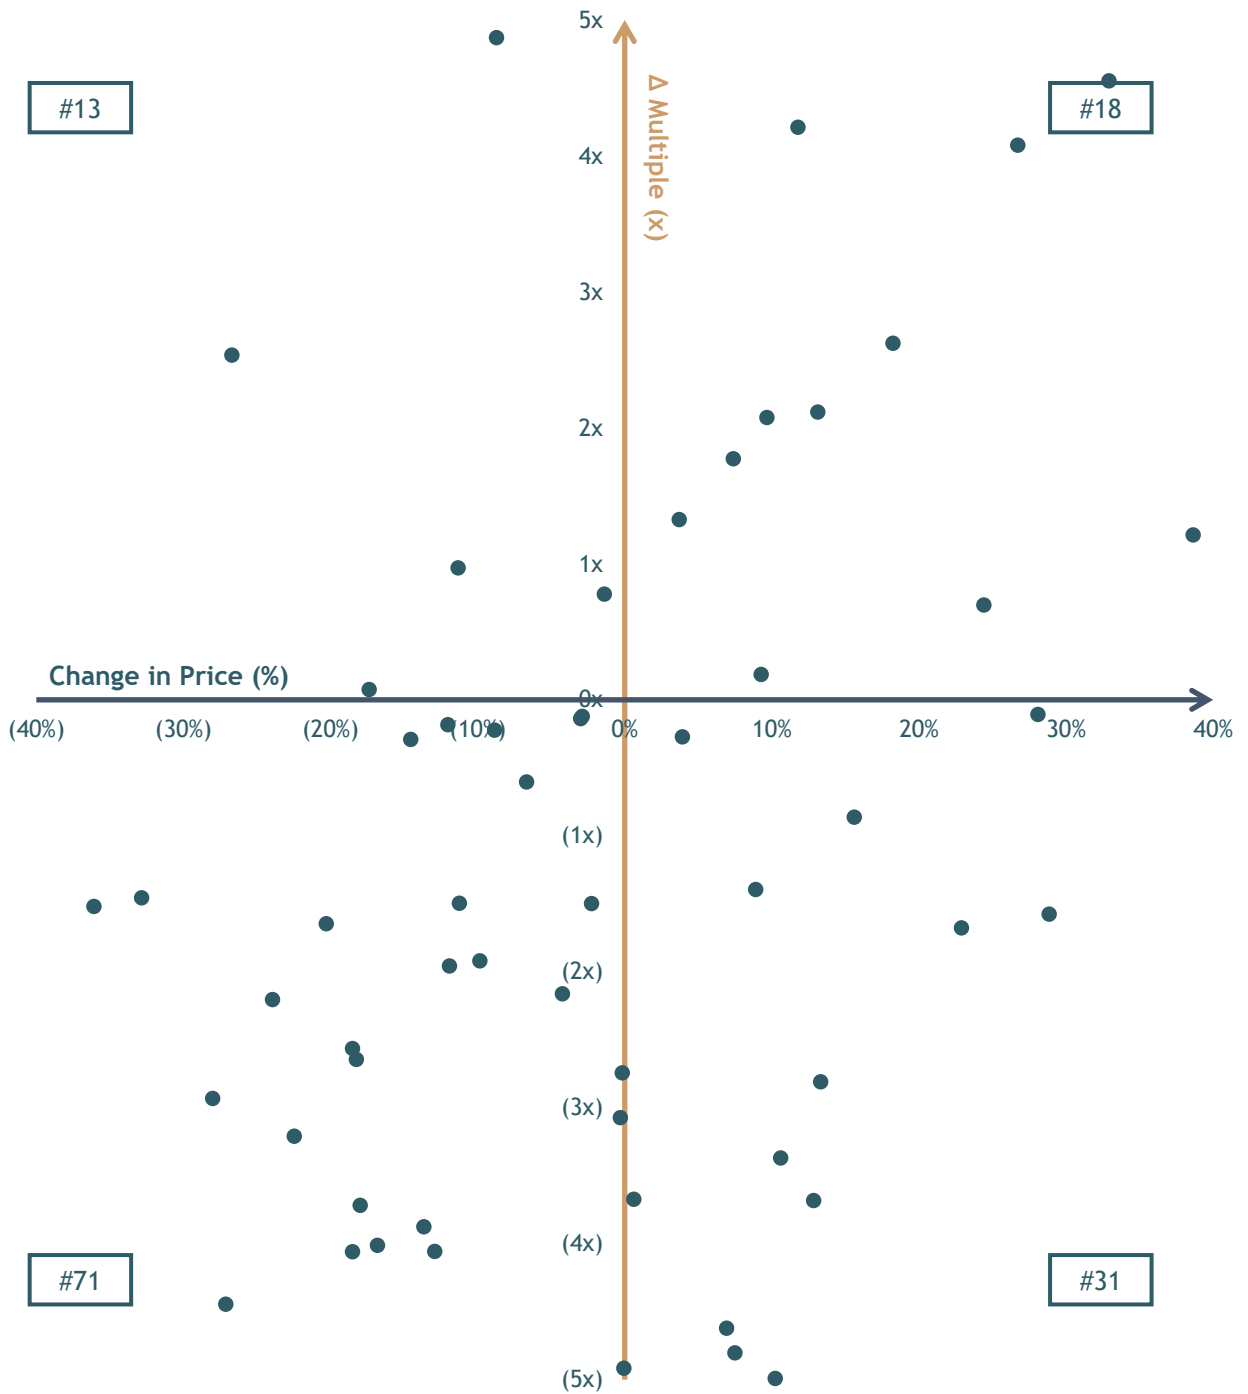 5x
#13
#18
Δ Multiple (x)
4x
3x
2x
1x
Change in Price (%)
0x
(40%) (30%) (20%) (10%) 0% 10% 20% 30% 40%
(1x)
(2x)
(3x)
(4x)
#71
#31
(5x)